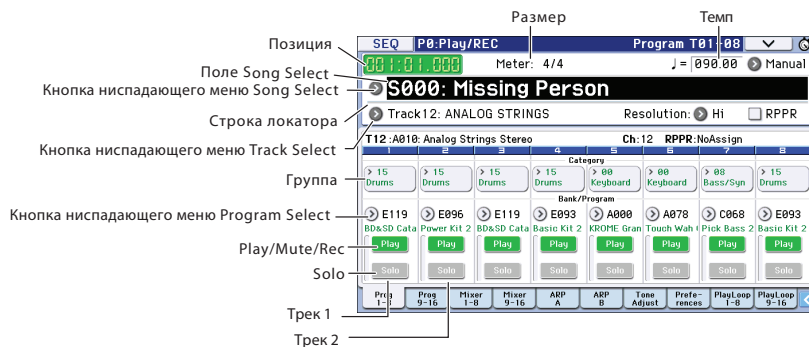 Размер Темп
Позиция
Поле Song Select
Кнопка ниспадающего меню Song Select
Строка локатора
Кнопка ниспадающего меню Track Select
Группа
Кнопка ниспадающего меню Program Select
Play/Mute/Rec
Solo
Трек 1
Трек 2
SEQ P0:Play/REC Program T01-08
001:01.000 Meter: 4/4 ♩= 090.00 Manual
S000: Missing Person
Track12: ANALOG STRINGS Resolution: Hi RPPR
T12:A010: Analog Strings Stereo Ch:12 RPPR:NoAssign
1 2 3 4 5 6 7 8
Category
15 15 15 15 00 00 08 15
Drums Drums Drums Drums Keyboard Keyboard Bass/Syn Drums
Bank/Program
E119 E096 E119 E093 A000 A078 C068 E093
BD&SD Cata Power Kit 2 BD&SD Cata Basic Kit 2 KROME Gran Touch Wah Pick Bass 2 Basic Kit 2
Play Play Play Play Play Play Play Play
Solo Solo Solo Solo Solo Solo Solo Solo
Prog 1-8 Prog 9-16 Mixer 1-8 Mixer 9-16 ARP A ARP B Tone Adjust Prefe-rences PlayLoop 1-8 PlayLoop 9-16